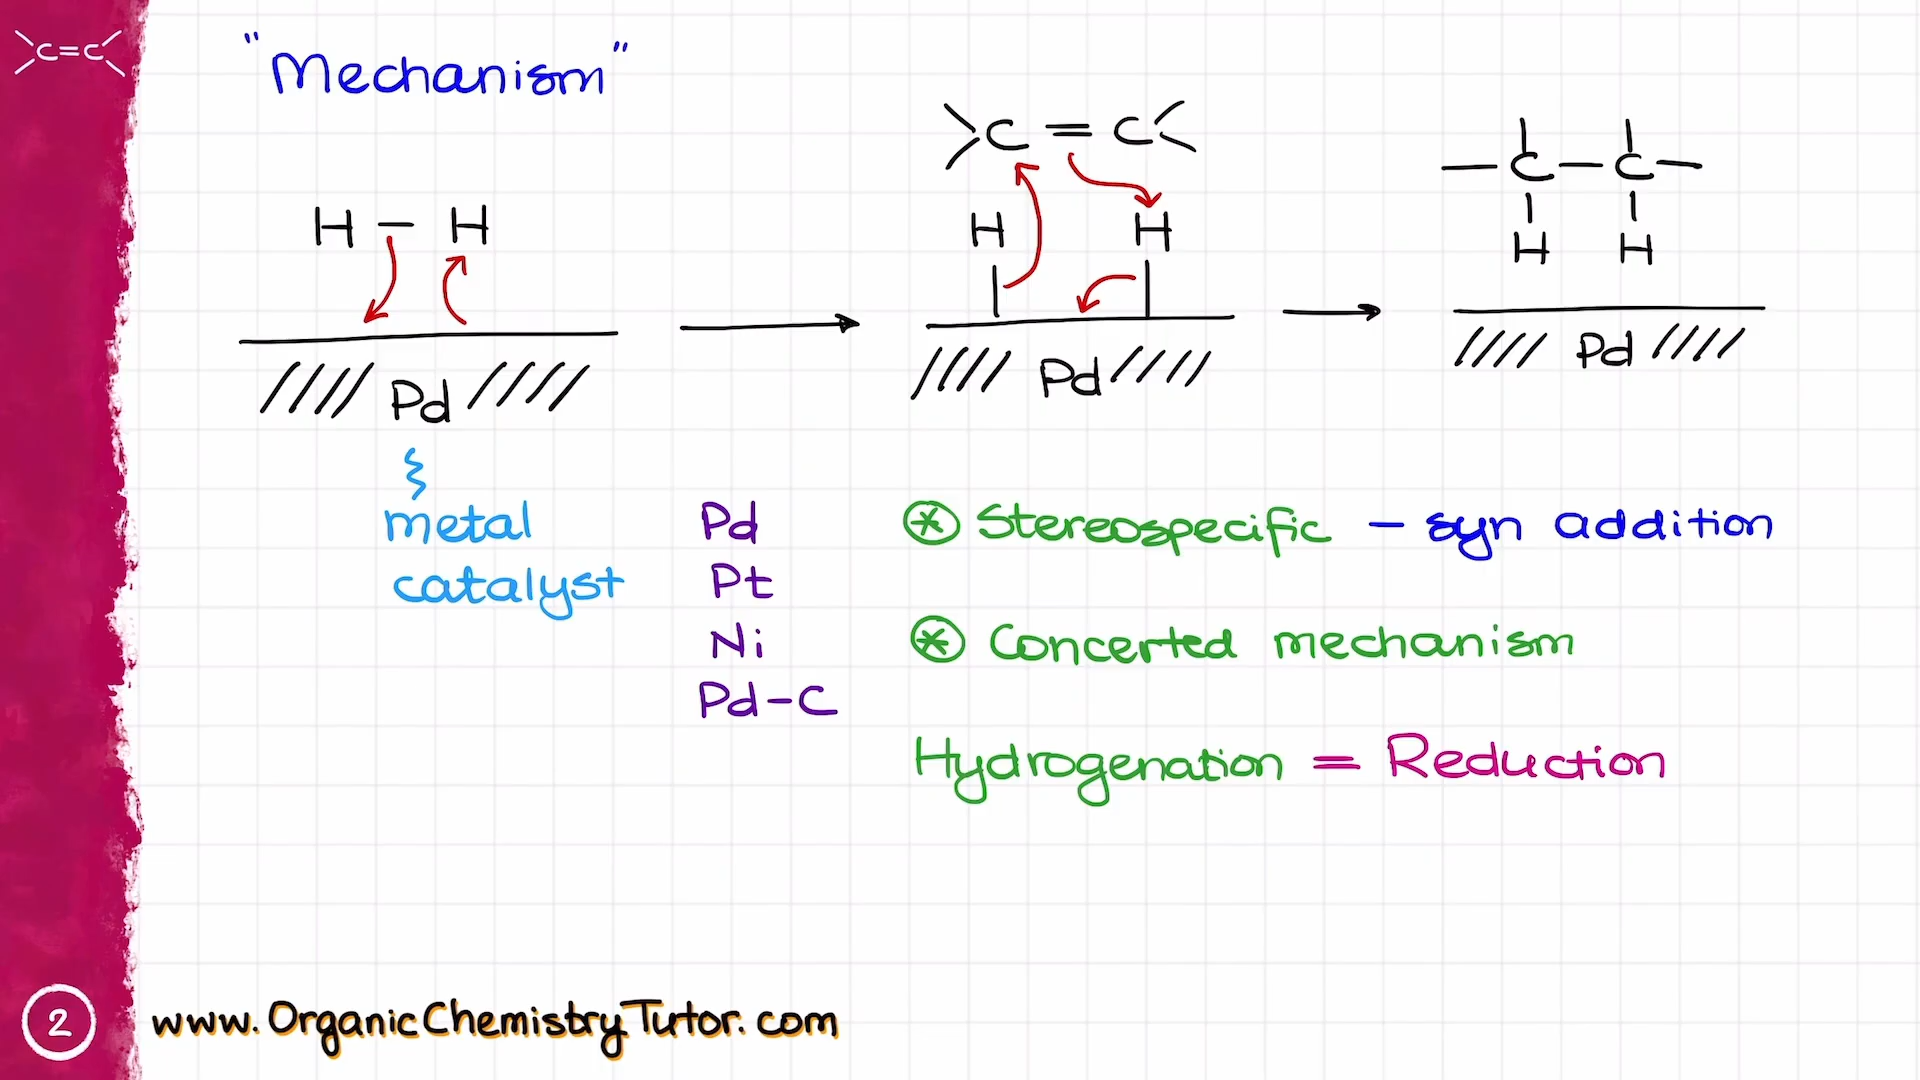 C=C
"Mechanism"
C = C
H - H
H H
- C - C -
H H
Pd
Pd
Pd
metal
catalyst
Pd
Pt
Ni
Pd-C
* Stereospecific - syn addition
* Concerted mechanism
Hydrogenation = Reduction
2
www.OrganicChemistryTutor.com